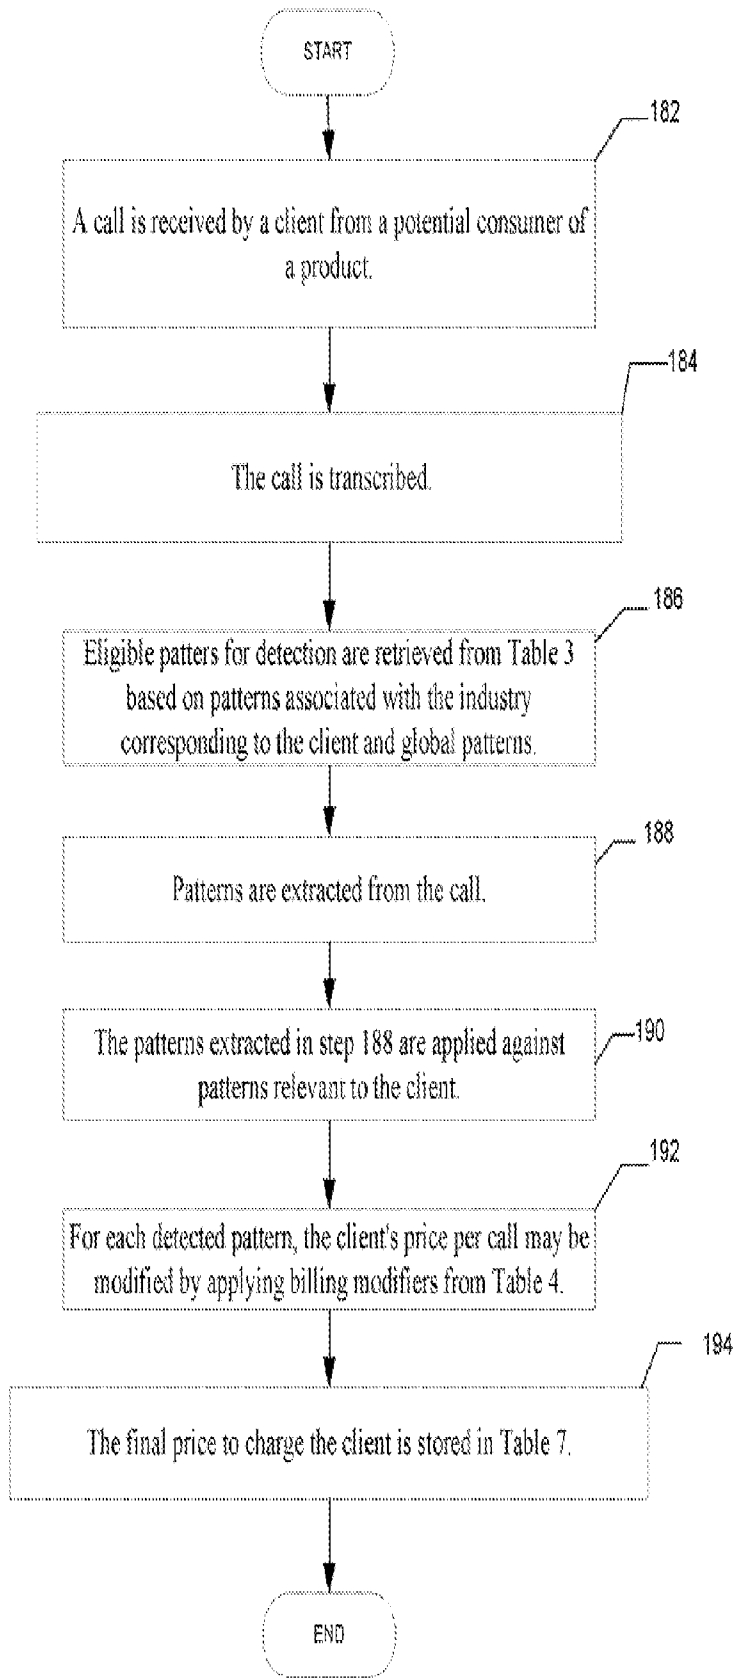 START
182
A call is received by a client from a potential consumer of
a product.
184
The call is transcribed.
186
Eligible patters for detection are retrieved from Table 3
based on patterns associated with the industry
corresponding to the client and global patterns.
188
Patterns are extracted from the call.
190
The patterns extracted in step 188 are applied against
patterns relevant to the client.
192
For each detected pattern, the client's price per call may be
modified by applying billing modifiers from Table 4.
194
The final price to charge the client is stored in Table 7.
END